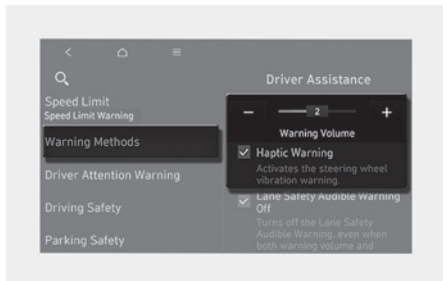 Driver Assistance
Speed Limit
Speed Limit Warning
Warning Methods
Driver Attention Warning
Driving Safety
Parking Safety
2
Warning Volume
Haptic Warning
Activates the steering wheel
vibration warning.
Lane Safety Audible Warning
Off
Turns off the Lane Safety
Audible Warning, even when
both warning volume and